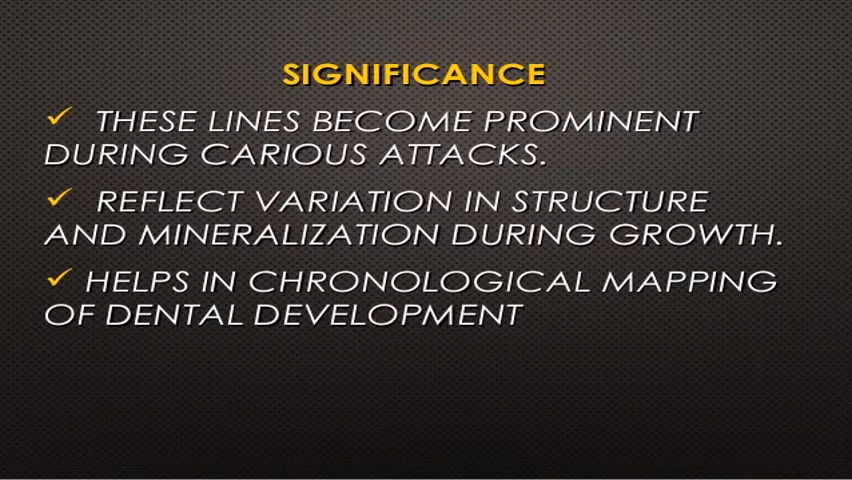 SIGNIFICANCE
✓ THESE LINES BECOME PROMINENT
DURING CARIOUS ATTACKS.
✓ REFLECT VARIATION IN STRUCTURE
AND MINERALIZATION DURING GROWTH.
✓ HELPS IN CHRONOLOGICAL MAPPING
OF DENTAL DEVELOPMENT